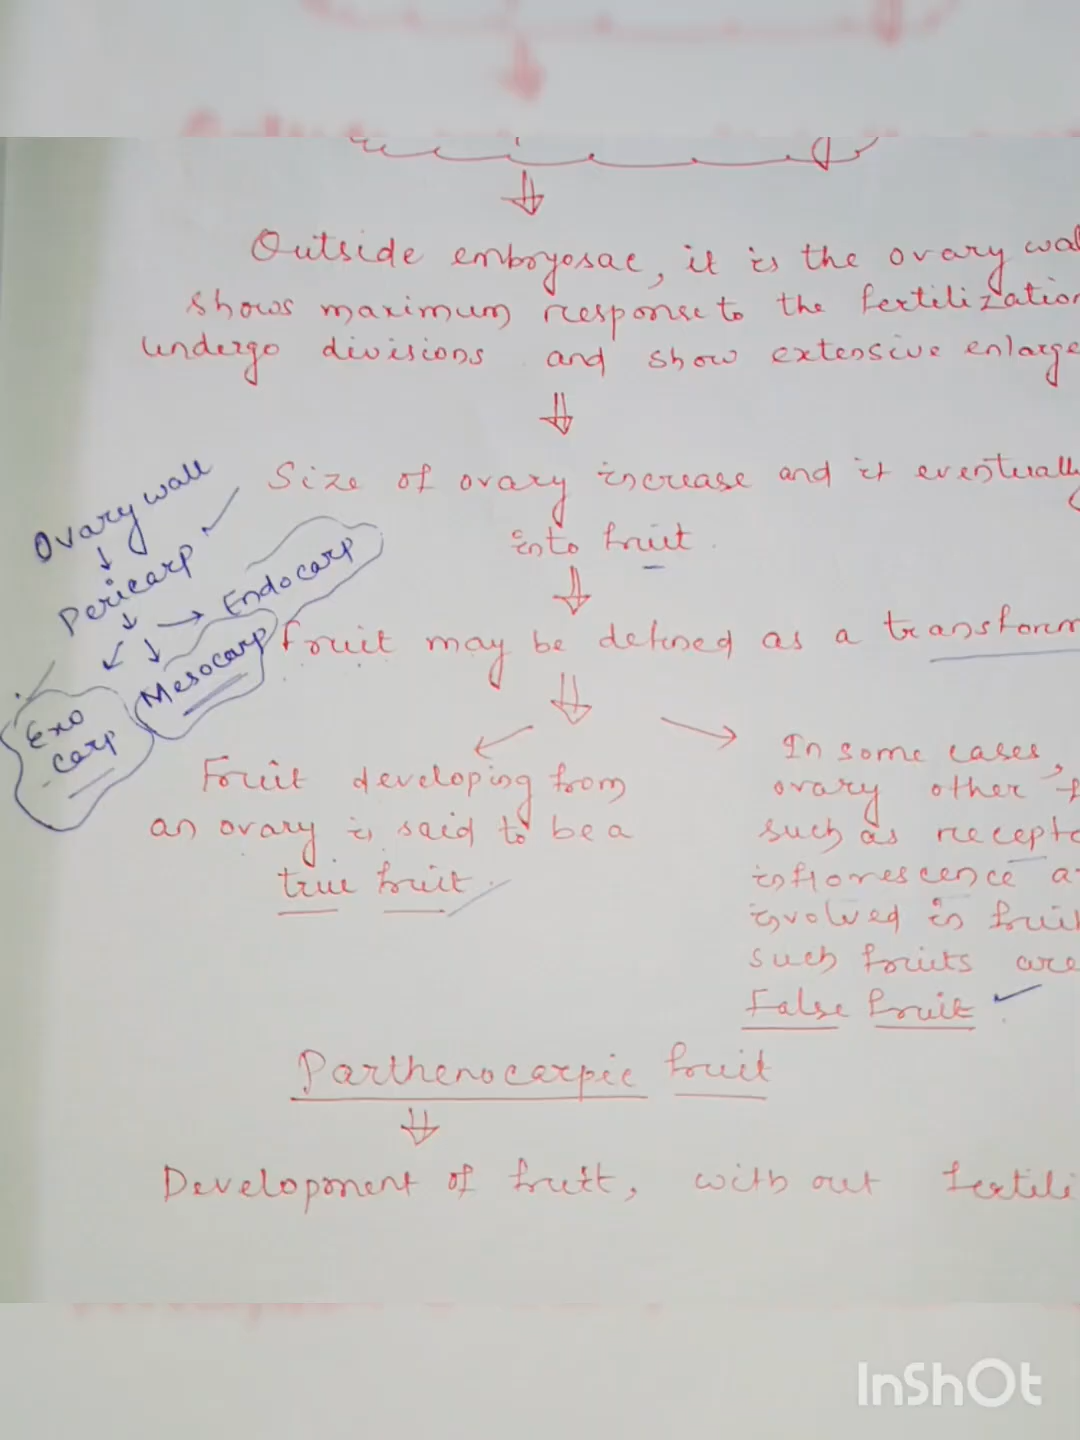 Outside embryosac, it is the ovary wal
shows maximum response to the fertilization
undergo divisions and show extensive enlarge
Size of ovary increase and it eventually
into fruit.
Ovary wall
Pericarp
Endocarp
Mesocarp
Exo
carp
Fruit may be defined as a transform
Fruit developing from
an ovary is said to be a
true fruit.
In some cases,
ovary other f
such as recepta
inflorescence a
involved in fruit
such fruits are
False fruit.
Parthenocarpic fruit
Development of fruit, with out fertili
InShOt